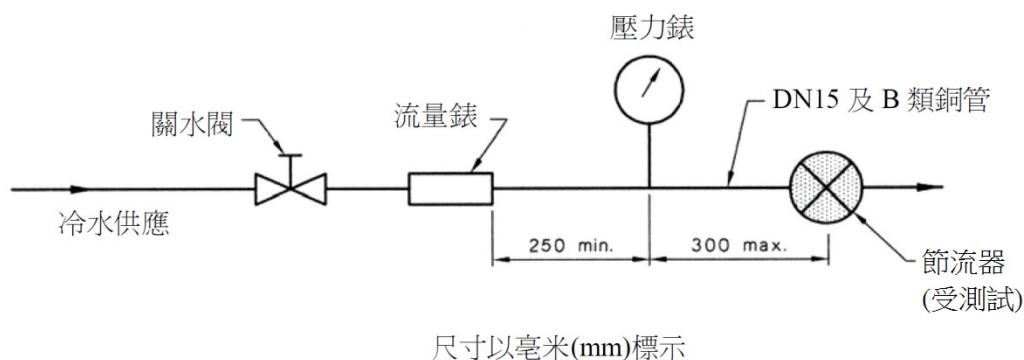 壓力錶
DN15 及 B 類銅管
流量錶
關水閥
冷水供應
250 min.
300 max.
節流器
(受測試)
尺寸以毫米(mm)標示